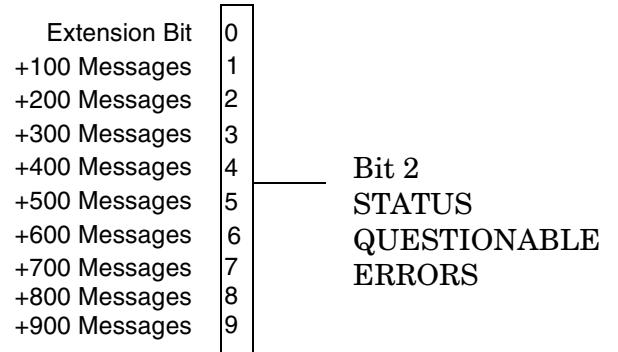 Extension Bit 0
+100 Messages 1
+200 Messages 2
+300 Messages 3
+400 Messages 4
+500 Messages 5
+600 Messages 6
+700 Messages 7
+800 Messages 8
+900 Messages 9
Bit 2
STATUS
QUESTIONABLE
ERRORS